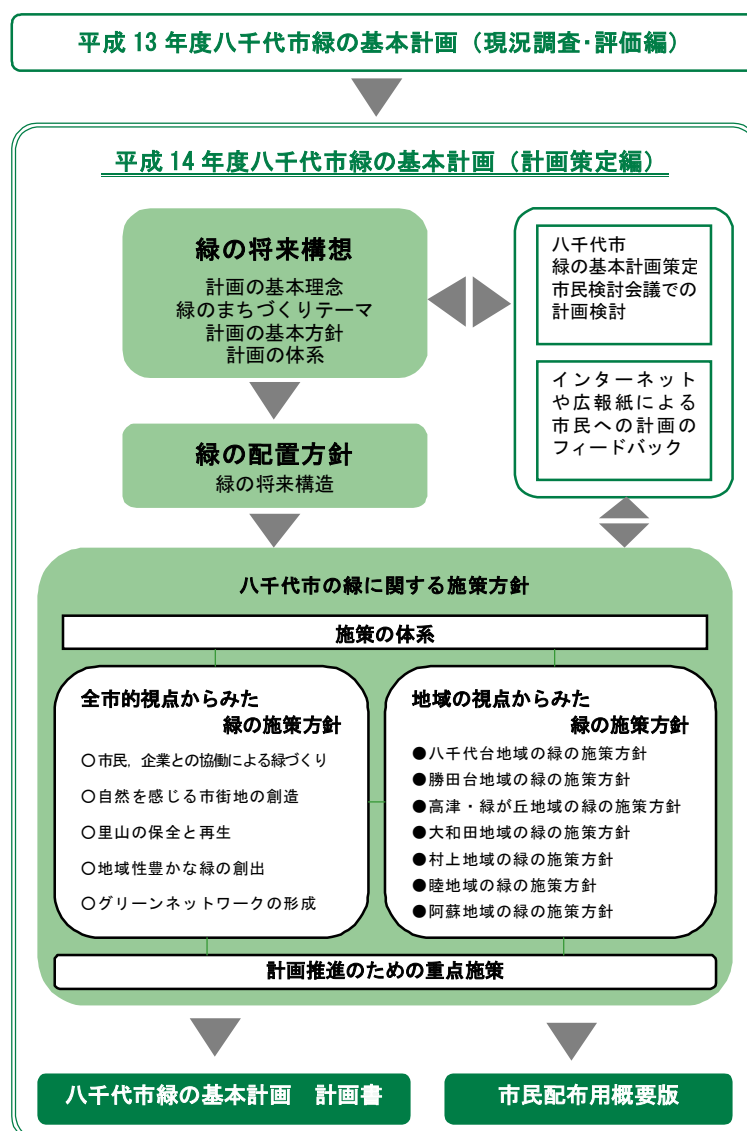 平成13年度八千代市緑の基本計画（現況調査･評価編）
平成14年度八千代市緑の基本計画（計画策定編）
緑の将来構想
計画の基本理念
緑のまちづくりテーマ
計画の基本方針
計画の体系
八千代市
緑の基本計画策定
市民検討会議での
計画検討
インターネット
や広報紙による
市民への計画の
フィードバック
緑の配置方針
緑の将来構造
八千代市の緑に関する施策方針
施策の体系
全市的視点からみた
緑の施策方針
○市民，企業との協働による緑づくり
○自然を感じる市街地の創造
○里山の保全と再生
○地域性豊かな緑の創出
○グリーンネットワークの形成
地域の視点からみた
緑の施策方針
●八千代台地域の緑の施策方針
●勝田台地域の緑の施策方針
●高津・緑が丘地域の緑の施策方針
●大和田地域の緑の施策方針
●村上地域の緑の施策方針
●睦地域の緑の施策方針
●阿蘇地域の緑の施策方針
計画推進のための重点施策
八千代市緑の基本計画　計画書
市民配布用概要版